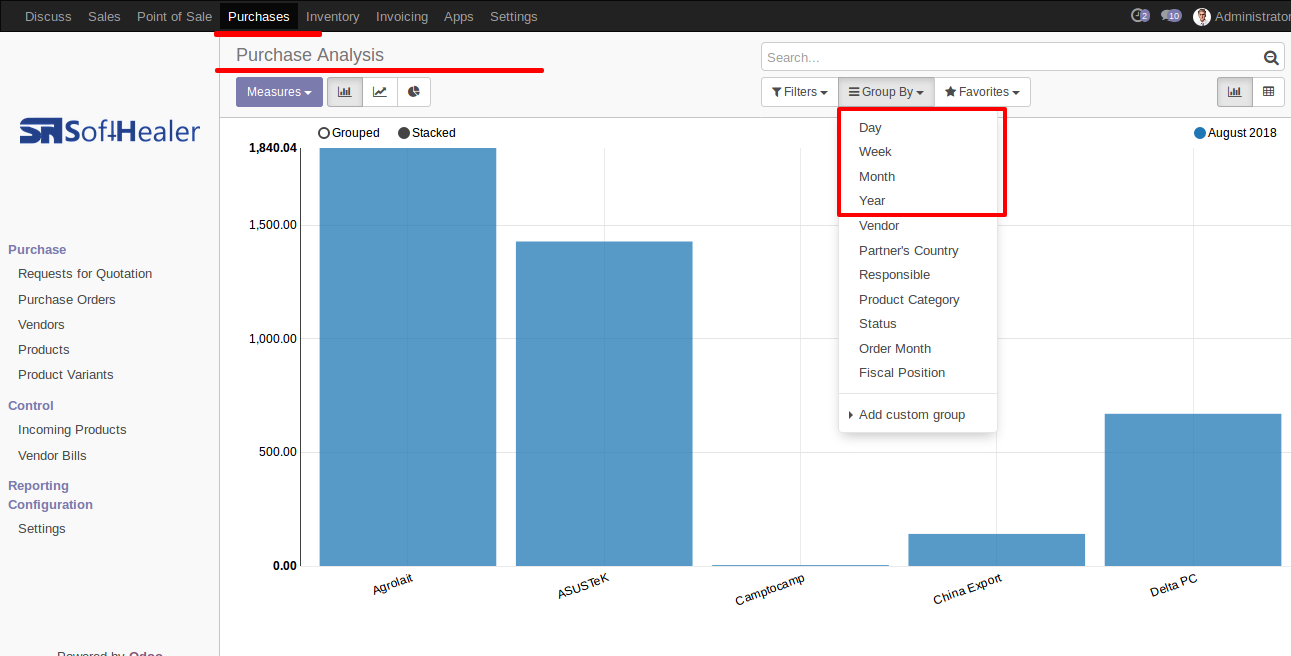 Discuss Sales Point of Sale Purchases Inventory Invoicing Apps Settings 2 10 Administrator
Purchase Analysis
Search...
Measures
Filters Group By Favorites
SoftHealer
Purchase
Requests for Quotation
Purchase Orders
Vendors
Products
Product Variants
Control
Incoming Products
Vendor Bills
Reporting
Configuration
Settings
Powered by Odoo
Grouped Stacked
August 2018
1,840.04
1,500.00
1,000.00
500.00
0.00
Agrolait
ASUSTeK
Camptocamp
China Export
Delta PC
Day
Week
Month
Year
Vendor
Partner's Country
Responsible
Product Category
Status
Order Month
Fiscal Position
Add custom group